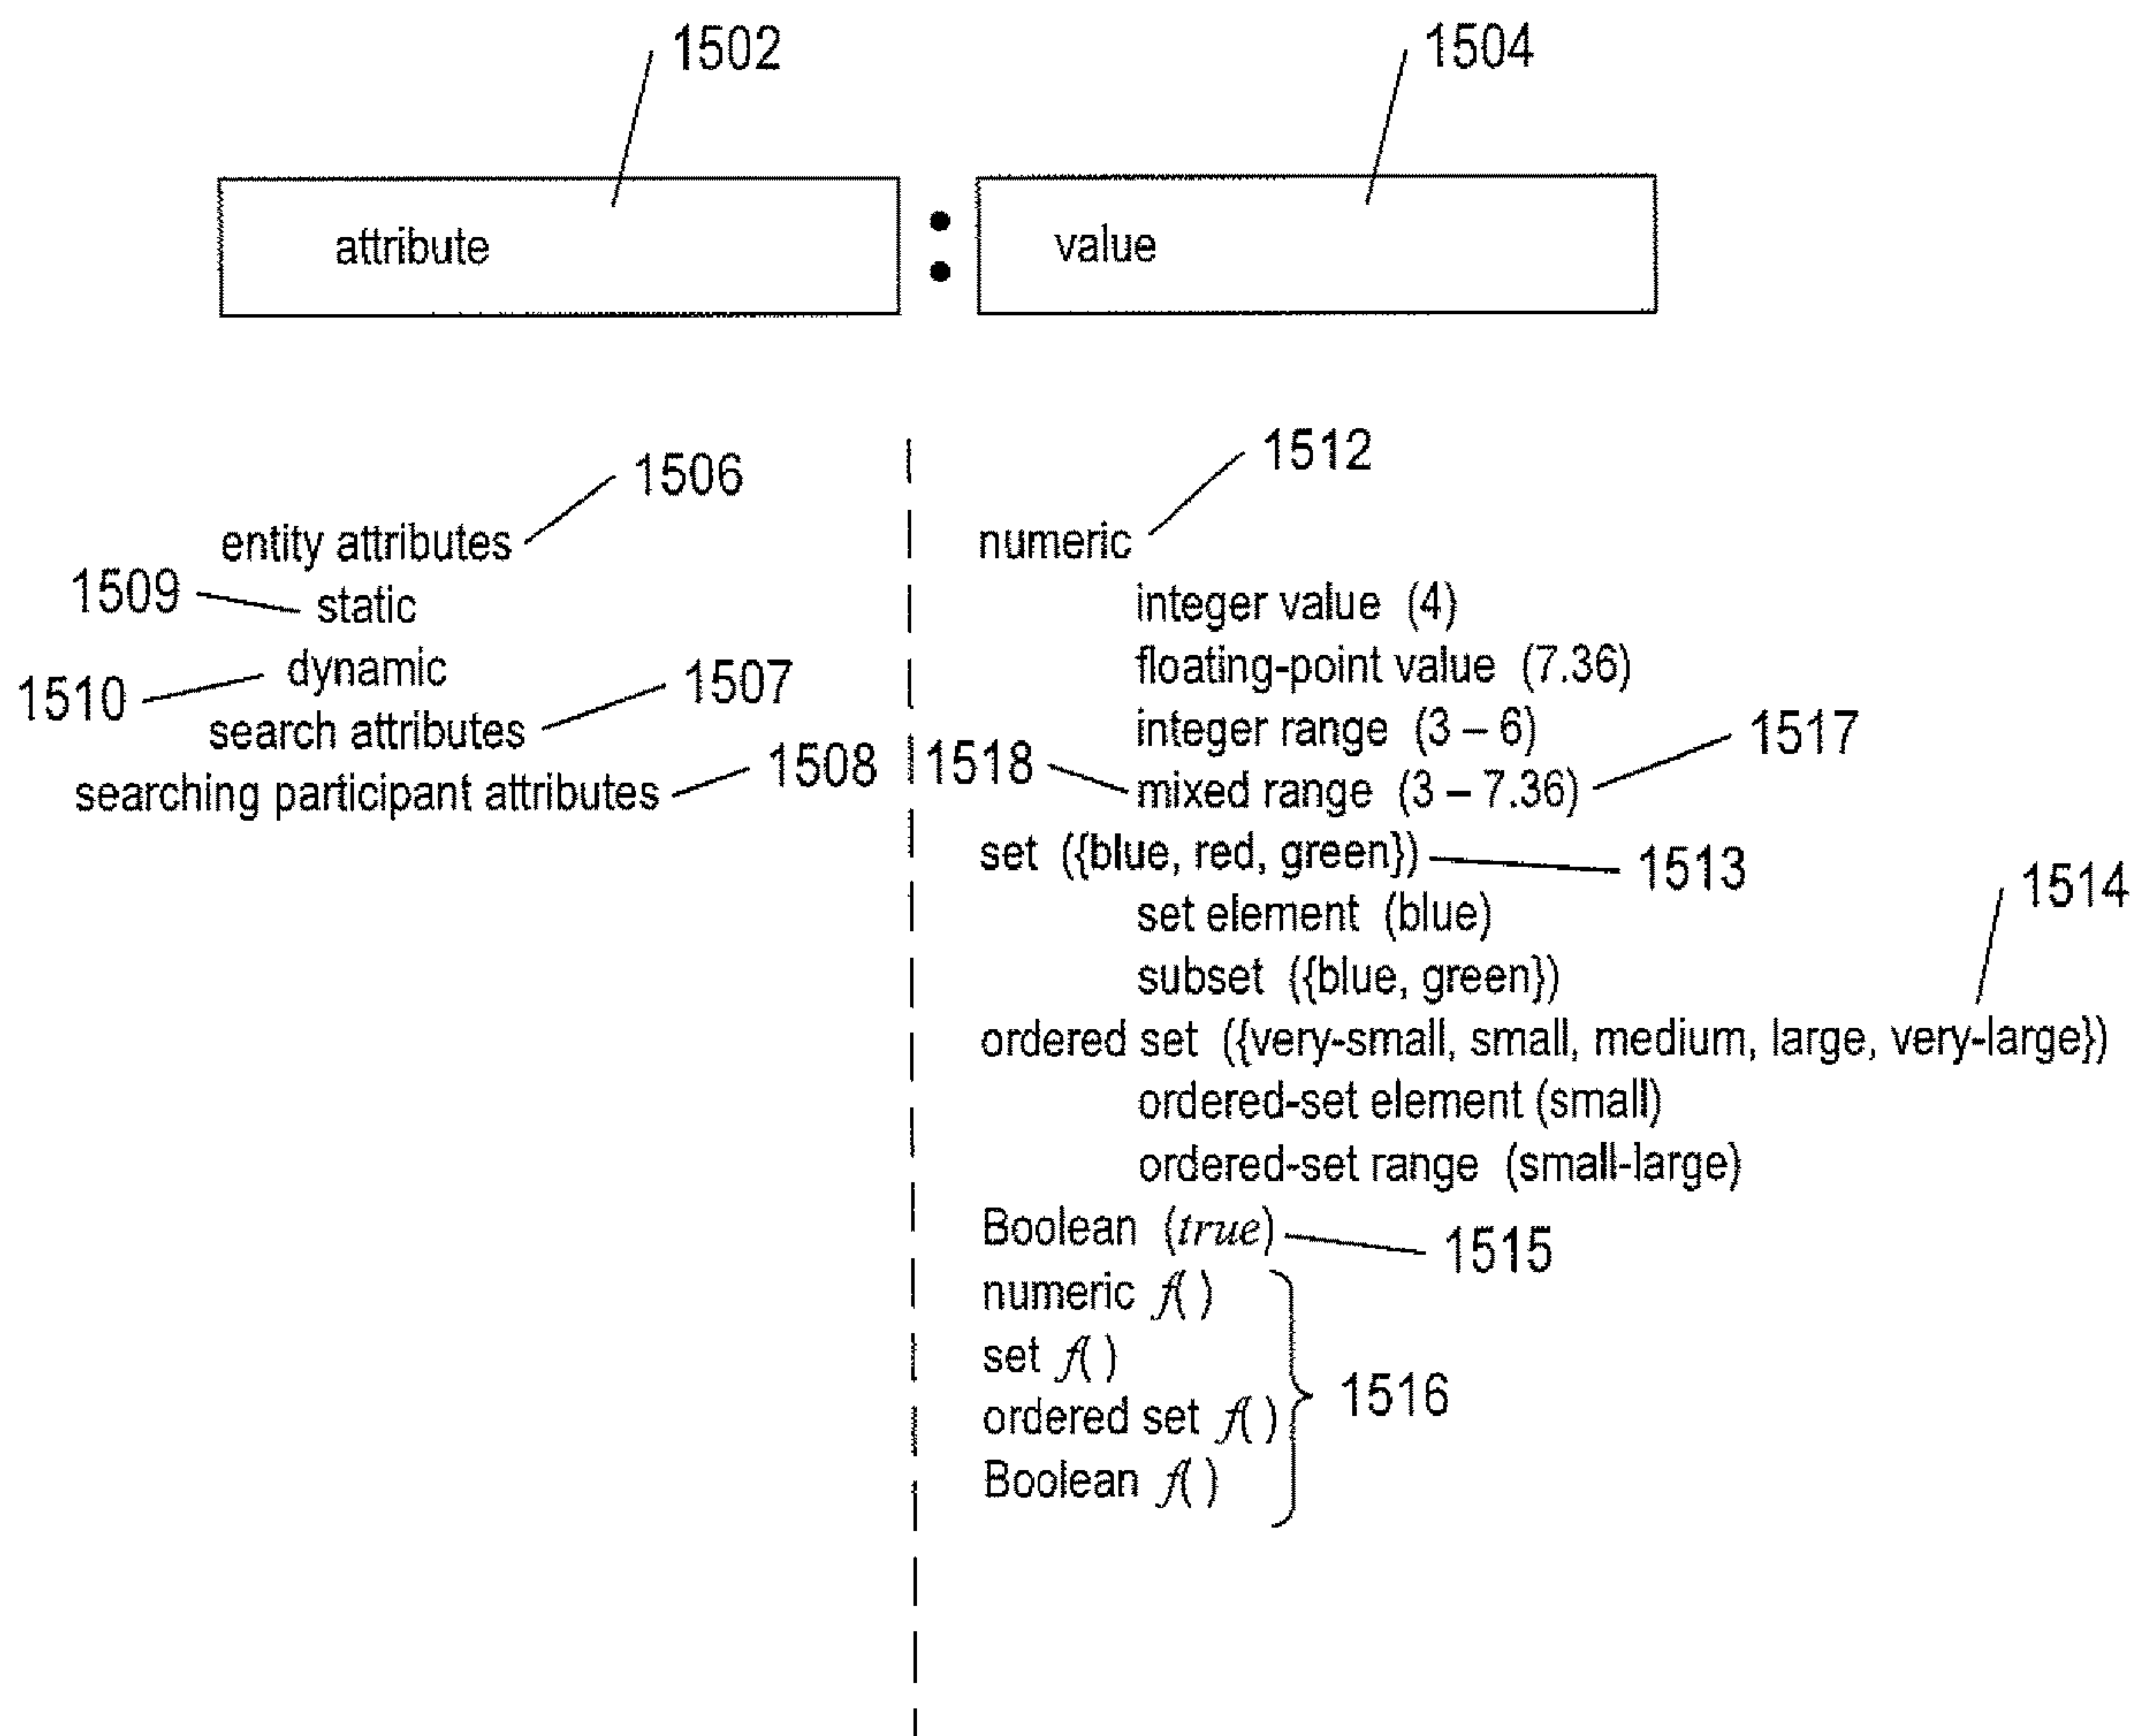 1502
1504
attribute : value
1506
entity attributes
1509
static
dynamic
1510
1507
search attributes
1508
searching participant attributes
1512
numeric
integer value (4)
floating-point value (7.36)
integer range (3 – 6)
1517
1518
mixed range (3 – 7.36)
set ({blue, red, green})
1513
set element (blue)
1514
subset ({blue, green})
ordered set ({very-small, small, medium, large, very-large})
ordered-set element (small)
ordered-set range (small-large)
Boolean (true)
1515
numeric f( )
set f( )
1516
ordered set f( )
Boolean f( )